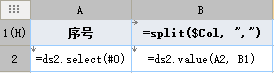 A B
1(H) 序号 =split($Col, ",")
2 =ds2.select(#0) =ds2.value(A2, B1)